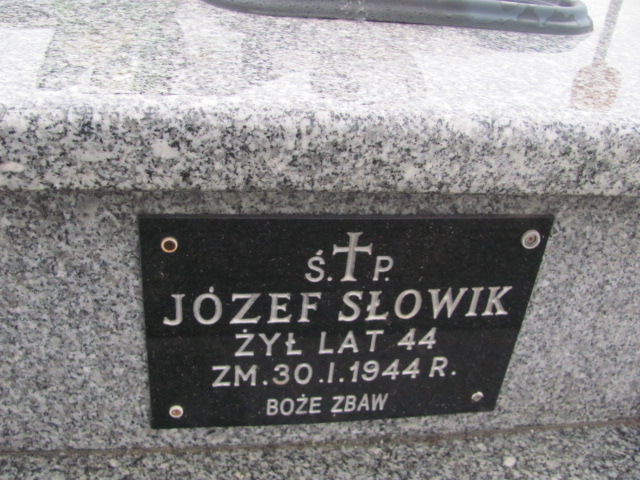 Ś.✝P.
JÓZEF SŁOWIK
ŻYŁ LAT 44
ZM.30.I.1944 R.
BOŻE ZBAW